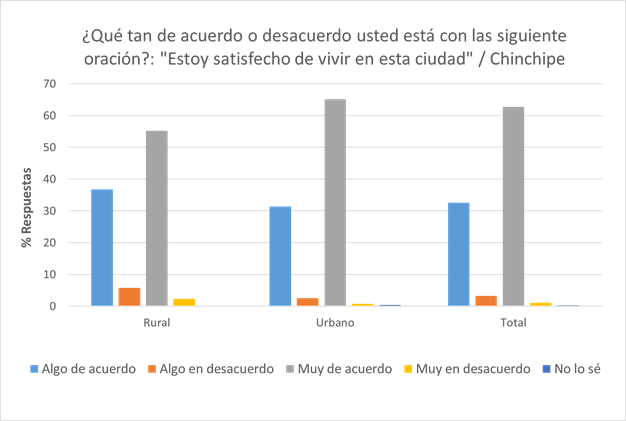 ¿Qué tan de acuerdo o desacuerdo usted está con las siguiente
oración?: "Estoy satisfecho de vivir en esta ciudad" / Chinchipe
70
60
50
40
30
20
10
0
% Respuestas
Rural Urbano Total
Algo de acuerdo Algo en desacuerdo Muy de acuerdo Muy en desacuerdo No lo sé